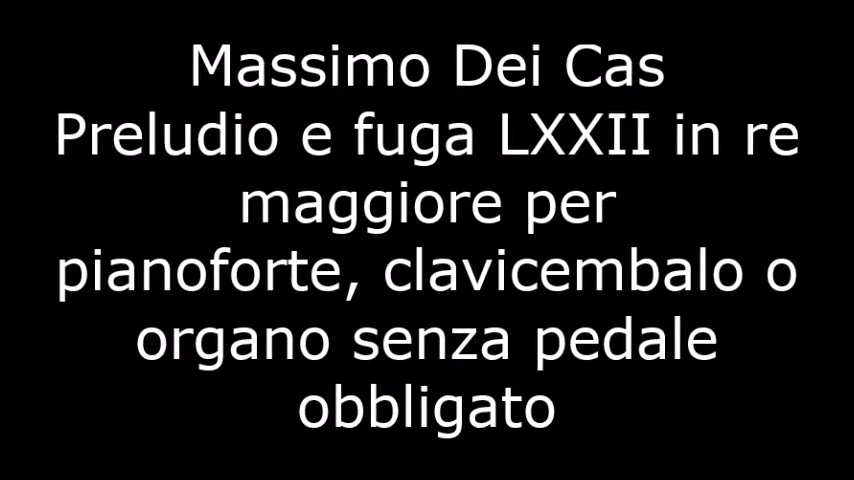 Massimo Dei Cas
Preludio e fuga LXXII in re
maggiore per
pianoforte, clavicembalo o
organo senza pedale
obbligato